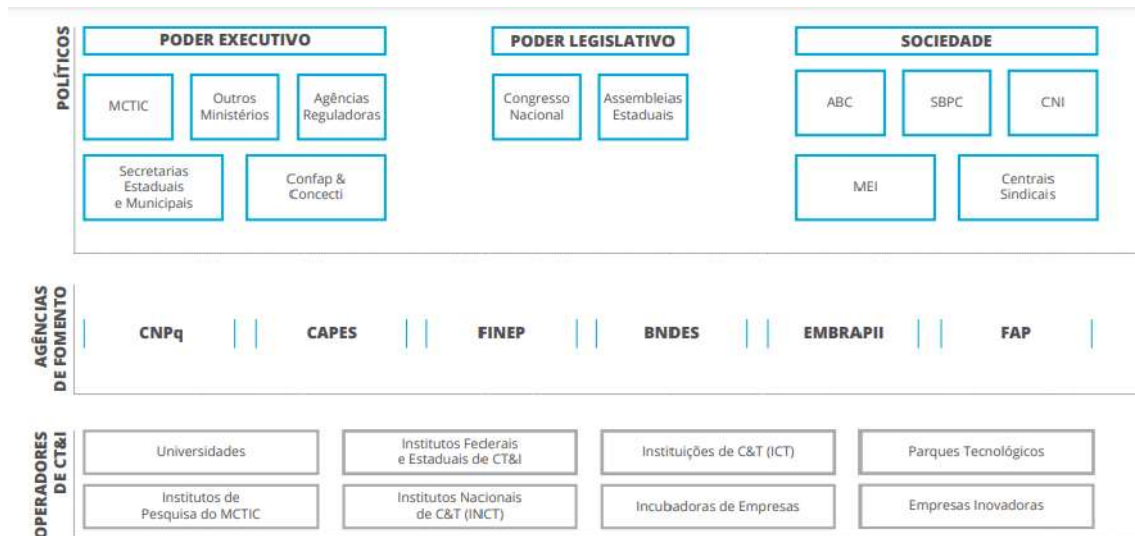 POLÍTICOS
PODER EXECUTIVO
PODER LEGISLATIVO
SOCIEDADE
MCTIC
Outros
Ministérios
Agências
Reguladoras
Congresso
Nacional
Assembleias
Estaduais
ABC
SBPC
CNI
Secretarias
Estaduais
e Municipais
Confap &
Concecti
MEI
Centrais
Sindicais
AGÊNCIAS
DE FOMENTO
CNPq
CAPES
FINEP
BNDES
EMBRAPII
FAP
OPERADORES
DE CT&I
Universidades
Institutos Federais
e Estaduais de CT&I
Instituições de C&T (ICT)
Parques Tecnológicos
Institutos de
Pesquisa do MCTIC
Institutos Nacionais
de C&T (INCT)
Incubadoras de Empresas
Empresas Inovadoras